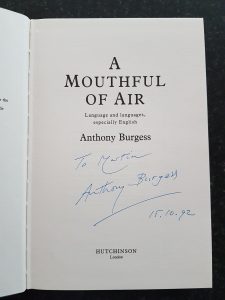 A
MOUTHFUL
OF AIR
Language and languages,
especially English
Anthony Burgess
To Martin
Anthony Burgess
15.10.92
HUTCHINSON
London